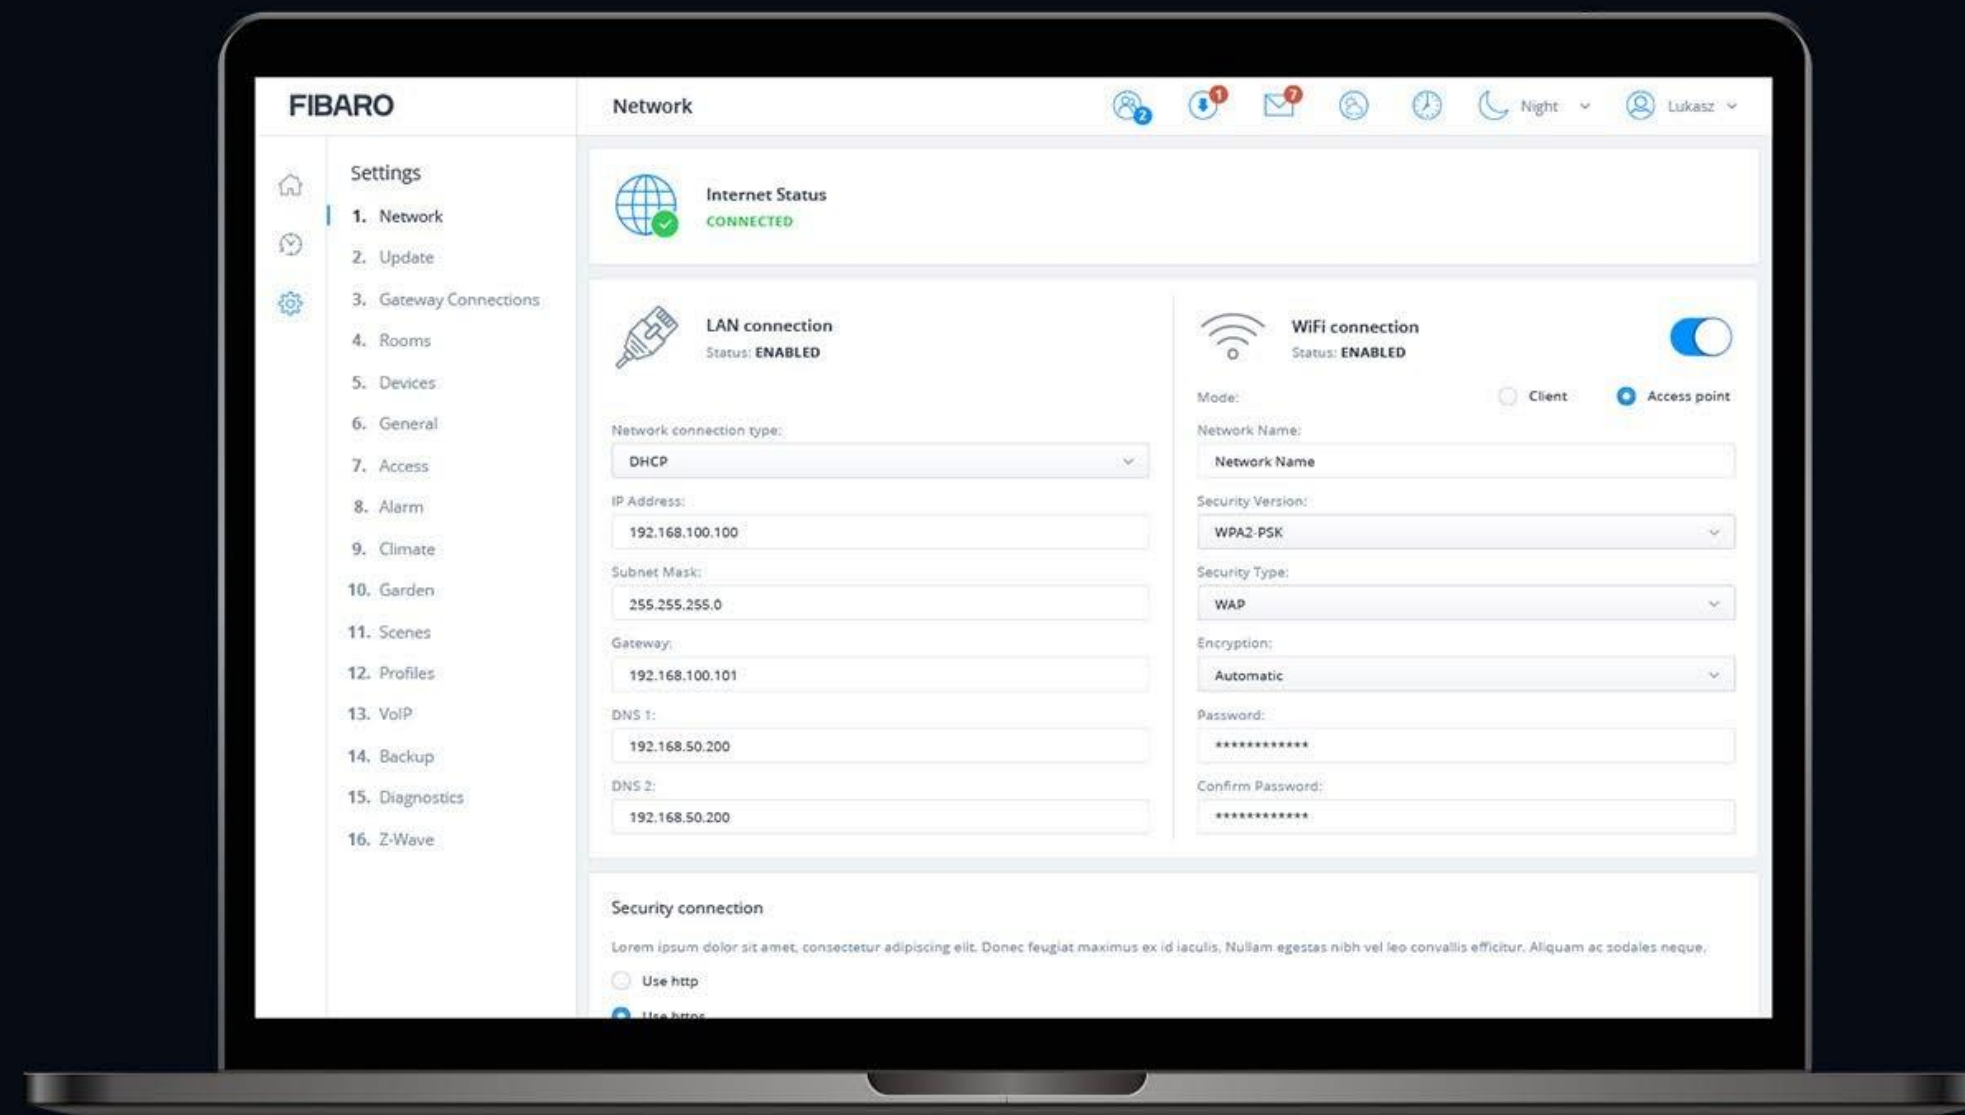 FIBARO
Network
2
1
7
Night
Lukasz
Settings
1. Network
2. Update
3. Gateway Connections
4. Rooms
5. Devices
6. General
7. Access
8. Alarm
9. Climate
10. Garden
11. Scenes
12. Profiles
13. VoIP
14. Backup
15. Diagnostics
16. Z-Wave
Internet Status
CONNECTED
LAN connection
Status: ENABLED
Network connection type:
DHCP
IP Address:
192.168.100.100
Subnet Mask:
255.255.255.0
Gateway:
192.168.100.101
DNS 1:
192.168.50.200
DNS 2:
192.168.50.200
WiFi connection
Status: ENABLED
Mode:
Client
Access point
Network Name:
Network Name
Security Version:
WPA2-PSK
Security Type:
WAP
Encryption:
Automatic
Password:
************
Confirm Password:
************
Security connection
Lorem ipsum dolor sit amet, consectetur adipiscing elit. Donec feugiat maximus ex id iaculis. Nullam egestas nibh vel leo convallis efficitur. Aliquam ac sodales neque.
Use http
Use https